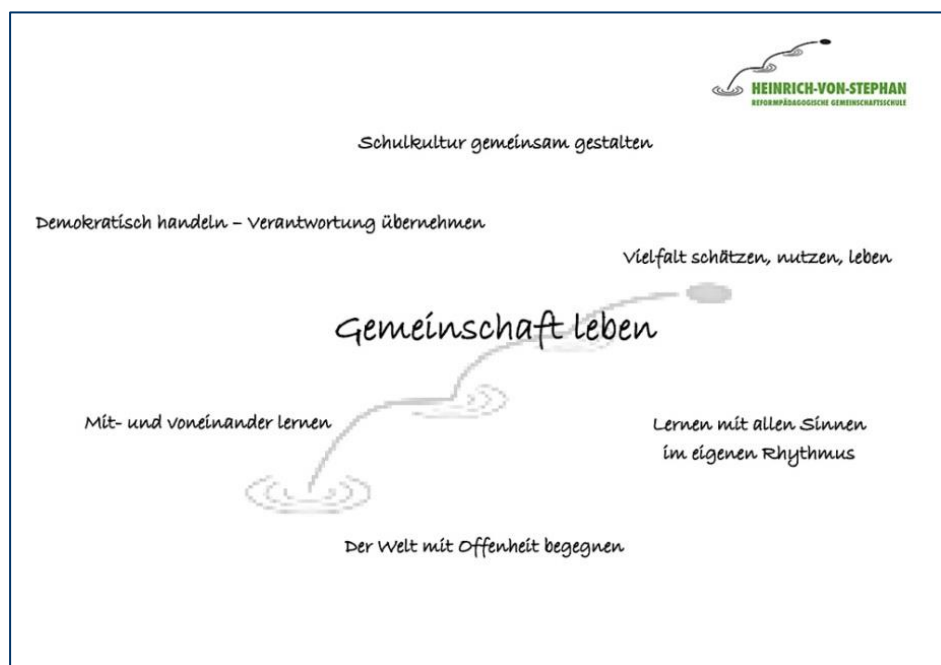 HEINRICH-VON-STEPHAN
REFORMPÄDAGOGISCHE GEMEINSCHAFTSSCHULE
Schulkultur gemeinsam gestalten
Demokratisch handeln – Verantwortung übernehmen
Vielfalt schätzen, nutzen, leben
Gemeinschaft leben
Mit- und voneinander lernen
Lernen mit allen Sinnen
im eigenen Rhythmus
Der Welt mit Offenheit begegnen